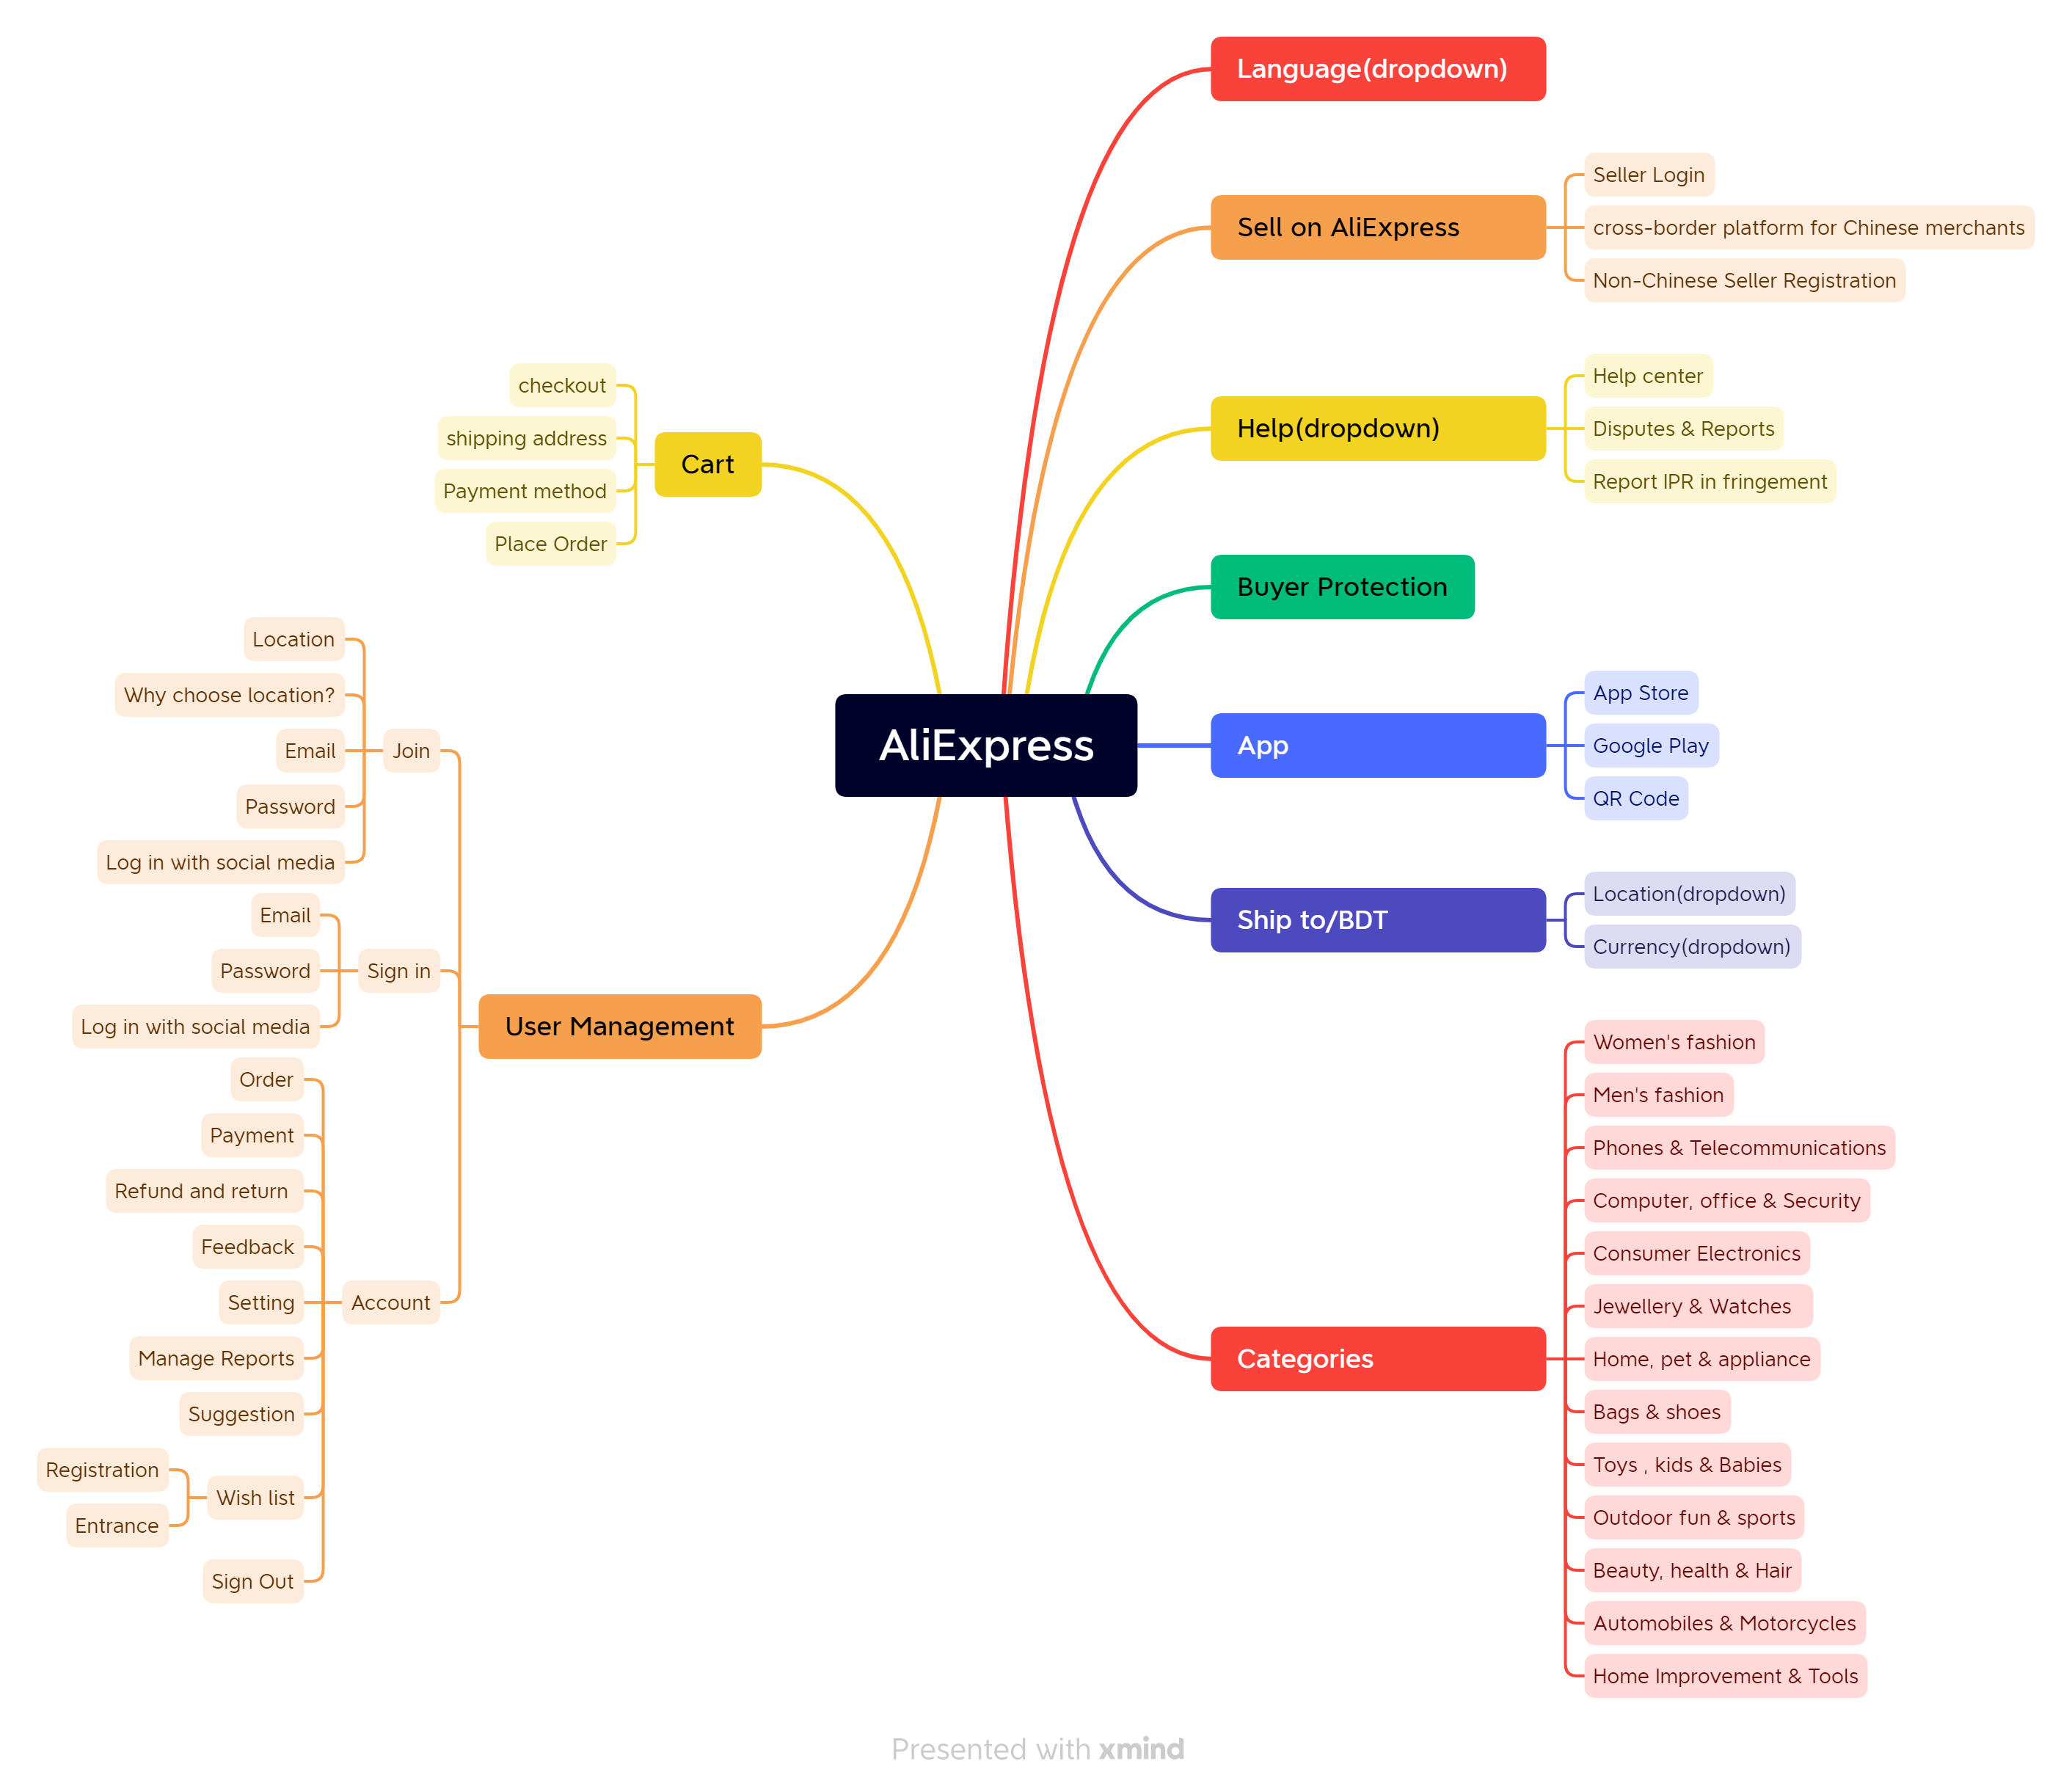 AliExpress
Language(dropdown)
Sell on AliExpress
Seller Login
cross-border platform for Chinese merchants
Non-Chinese Seller Registration
Help(dropdown)
Help center
Disputes & Reports
Report IPR in fringement
Buyer Protection
App
App Store
Google Play
QR Code
Ship to/BDT
Location(dropdown)
Currency(dropdown)
Categories
Women's fashion
Men's fashion
Phones & Telecommunications
Computer, office & Security
Consumer Electronics
Jewellery & Watches
Home, pet & appliance
Bags & shoes
Toys , kids & Babies
Outdoor fun & sports
Beauty, health & Hair
Automobiles & Motorcycles
Home Improvement & Tools
Cart
checkout
shipping address
Payment method
Place Order
User Management
Join
Location
Why choose location?
Email
Password
Log in with social media
Sign in
Email
Password
Log in with social media
Account
Order
Payment
Refund and return
Feedback
Setting
Manage Reports
Suggestion
Wish list
Registration
Entrance
Sign Out
Presented with xmind